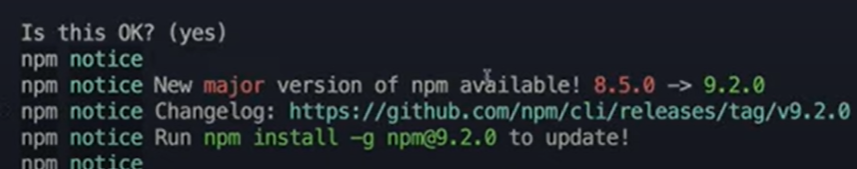 Is this OK? (yes)
npm notice
npm notice New major version of npm available! 8.5.0 -> 9.2.0
npm notice Changelog: https://github.com/npm/cli/releases/tag/v9.2.0
npm notice Run npm install -g npm@9.2.0 to update!
npm notice